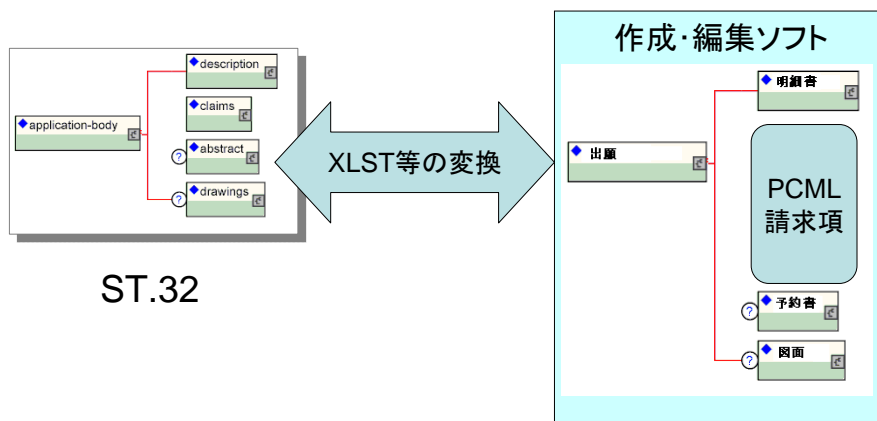 description
claims
application-body
?
abstract
?
drawings
ST.32
XLST等の変換
作成・編集ソフト
明細書
出願
PCML
請求項
?
予約書
?
図面